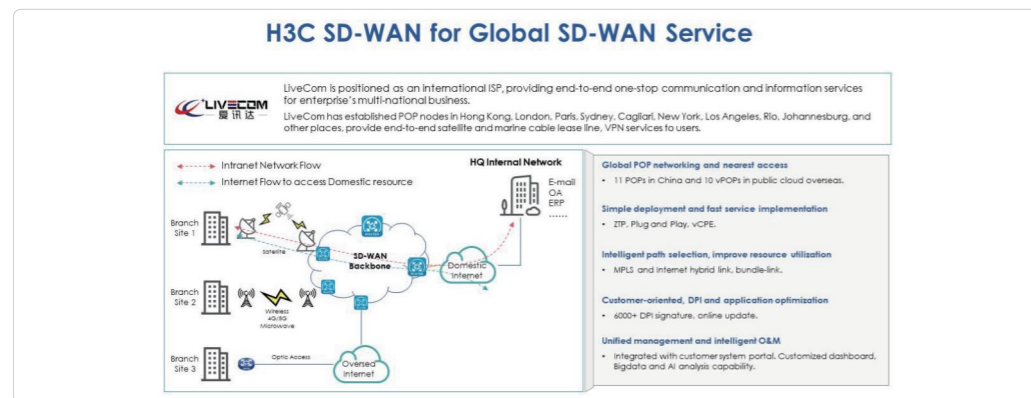 H3C SD-WAN for Global SD-WAN Service
LIVECOM
爱讯达
LiveCom is positioned as an international ISP, providing end-to-end one-stop communication and information services
for enterprise's multi-national business.
LiveCom has established POP nodes in Hong Kong, London, Paris, Sydney, Cagliari, New York, Los Angeles, Rio, Johannesburg, and
other places, provide end-to-end satellite and marine cable lease line, VPN services to users.
Intranet Network Flow
Internet Flow to access Domestic resource
HQ Internal Network
E-mail
OA
ERP
......
Branch
Site 1
Satellite
SD-WAN
Backbone
Domestic
Internet
Branch
Site 2
Wireless
4G/5G
Microwave
Branch
Site 3
Optic Access
Oversed
Internet
Global POP networking and nearest access
• 11 POPs in China and 10 vPOPs in public cloud overseas.
Simple deployment and fast service implementation
• ZTP, Plug and Play, vCPE.
Intelligent path selection, improve resource utilization
• MPLS and Internet hybrid link, bundle-link.
Customer-oriented, DPI and application optimization
• 6000+ DPI signature, online update.
Unified management and intelligent O&M
• Integrated with customer system portal. Customized dashboard.
Bigdata and AI analysis capability.